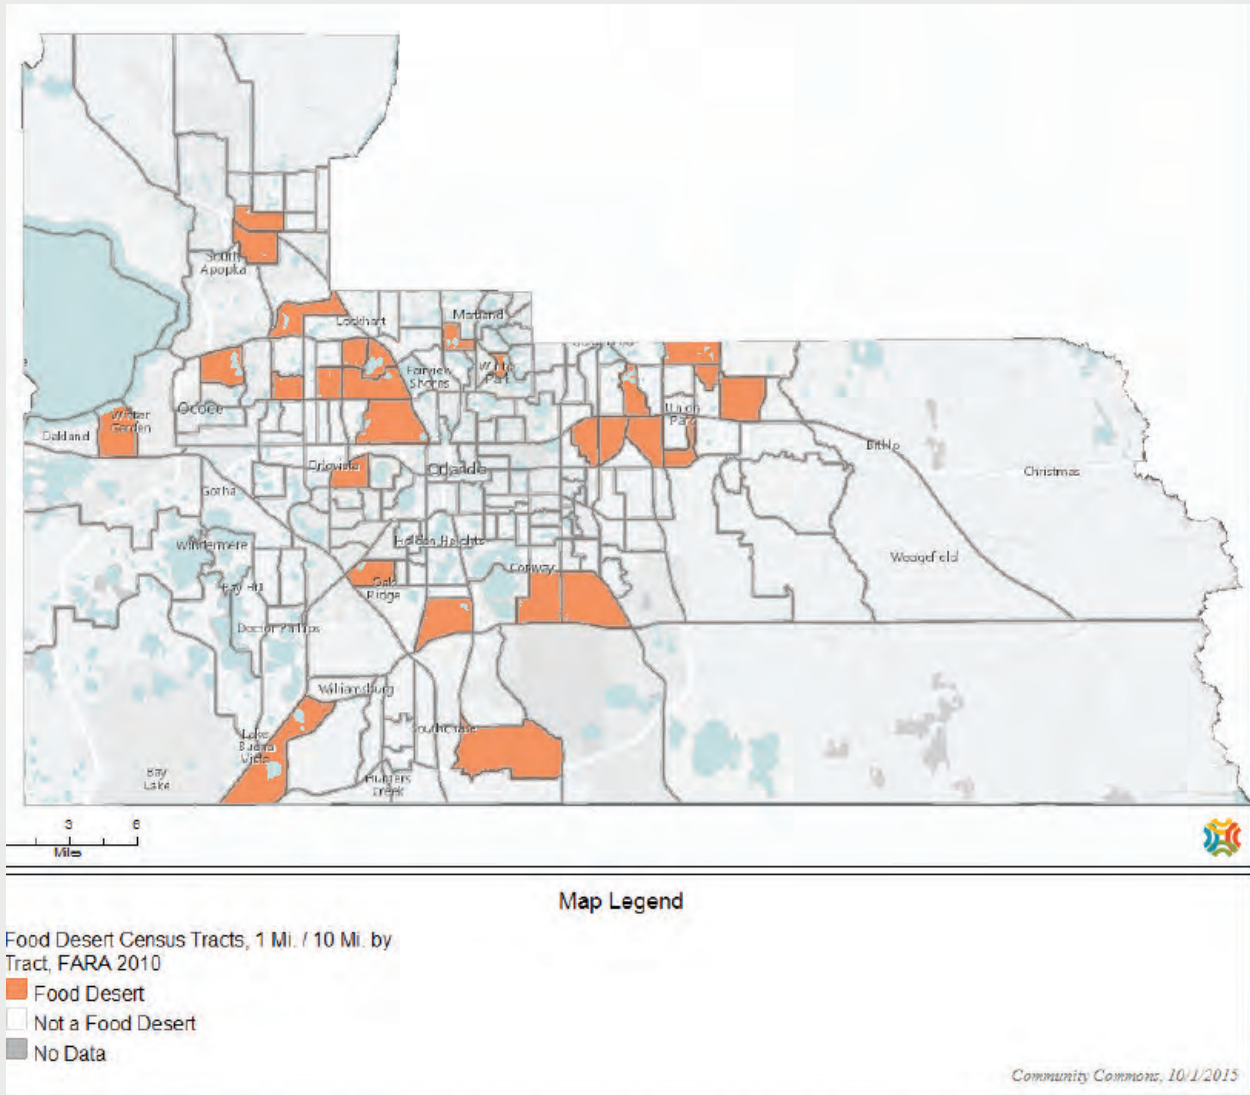 South
Apopka
Lockhart
Maitland
Fairview
Shores
Winter
Park
Ocoee
Winter
Garden
Oakland
Union
Park
Bithlo
Christmas
Orlovista
Orlando
Gotha
Windermere
Holden Heights
Wedgefield
Conway
Bay Hill
Oak
Ridge
Doctor Phillips
Williamsburg
Southchase
Lake
Buena
Vista
Bay
Lake
Hunters
Creek
3 6
Miles
Map Legend
Food Desert Census Tracts, 1 Mi. / 10 Mi. by
Tract, FARA 2010
Food Desert
Not a Food Desert
No Data
Community Commons, 10/1/2015